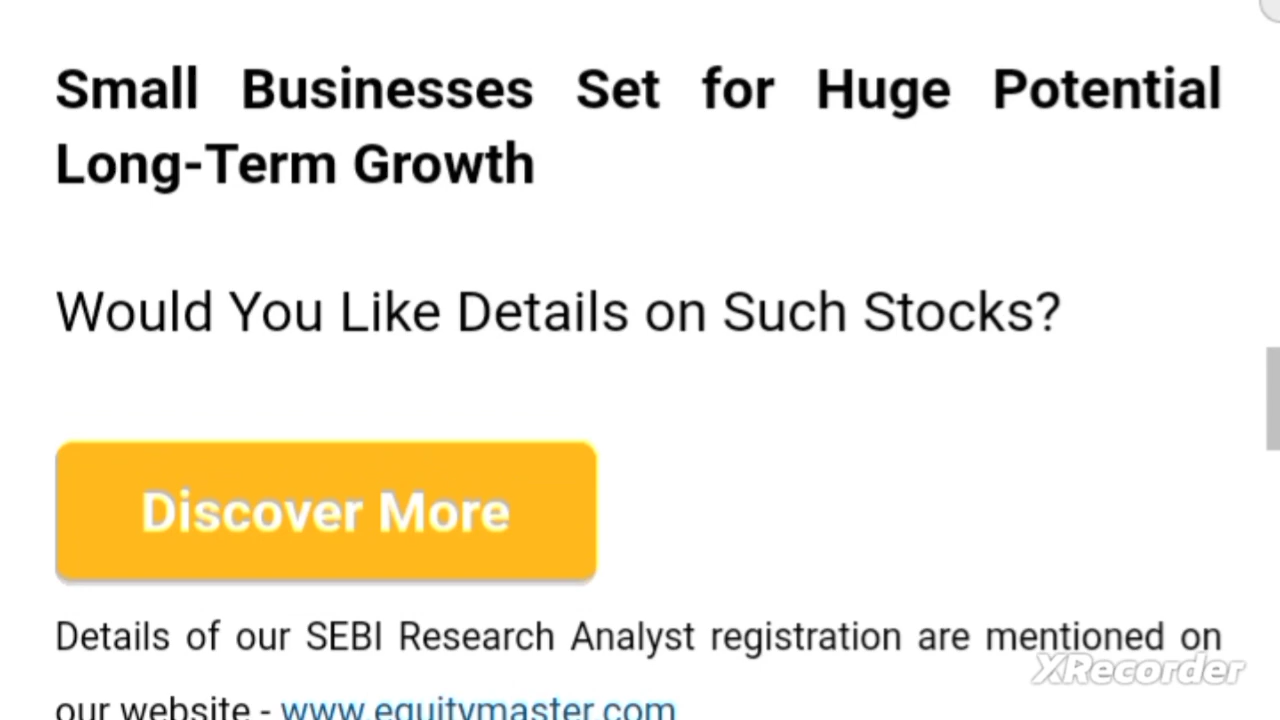 Small Businesses Set for Huge Potential
Long-Term Growth
Would You Like Details on Such Stocks?
Discover More
Details of our SEBI Research Analyst registration are mentioned on
XRecorder
our website - www.equitymaster.com